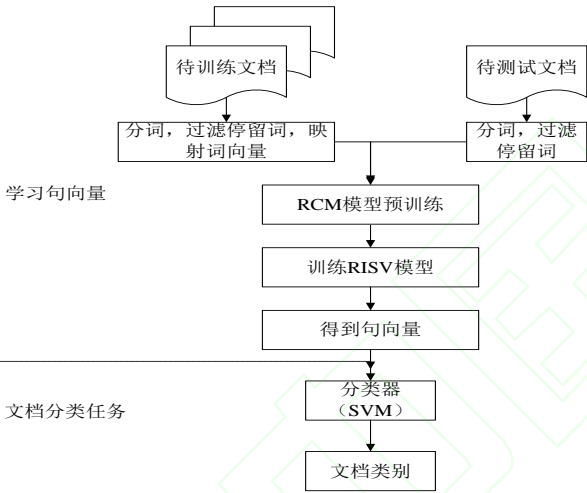 待训练文档
待测试文档
分词，过滤停留词，映
射词向量
分词，过滤
停留词
学习句向量
RCM模型预训练
训练RISV模型
得到句向量
文档分类任务
分类器
（SVM）
文档类别